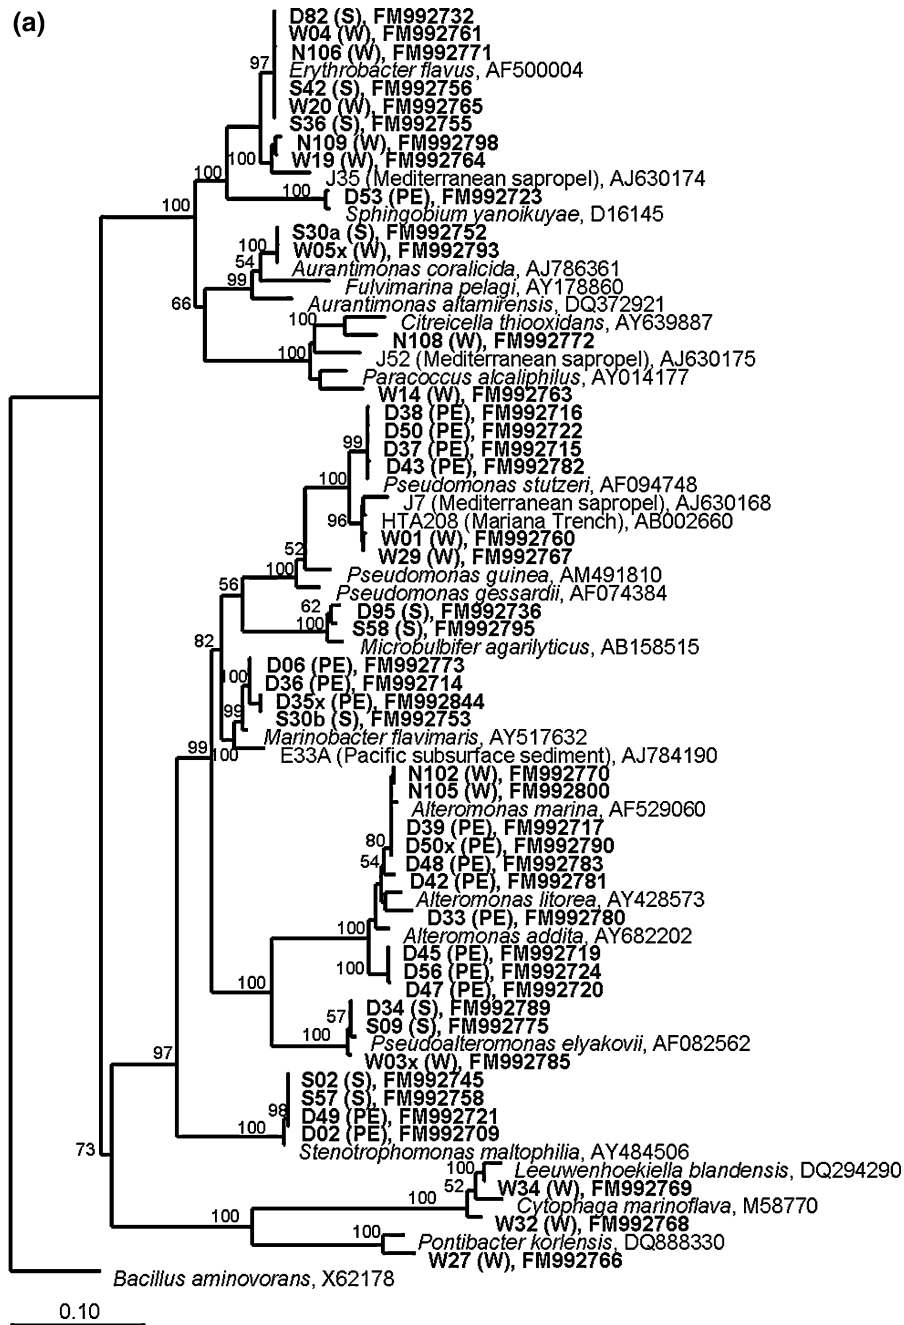 (a)
D82 (S), FM992732
W04 (W), FM992761
N106 (W), FM992771
97
Erythrobacter flavus, AF500004
S42 (S), FM992756
W20 (W), FM992765
S36 (S), FM992755
N109 (W), FM992798
100
W19 (W), FM992764
100
J35 (Mediterranean sapropel), AJ630174
100
D53 (PE), FM992723
100
Sphingobium yanoikuyae, D16145
S30a (S), FM992752
100
W05x (W), FM992793
54
Aurantimonas coralicida, AJ786361
99
Fulvimarina pelagi, AY178860
66
Aurantimonas altamirensis, DQ372921
100
Citreicella thiooxidans, AY639887
N108 (W), FM992772
100
J52 (Mediterranean sapropel), AJ630175
Paracoccus alcaliphilus, AY014177
W14 (W), FM992763
D38 (PE), FM992716
D50 (PE), FM992722
99
D37 (PE), FM992715
D43 (PE), FM992782
100
Pseudomonas stutzeri, AF094748
J7 (Mediterranean sapropel), AJ630168
96
HTA208 (Mariana Trench), AB002660
W01 (W), FM992760
52
W29 (W), FM992767
100
Pseudomonas guinea, AM491810
56
Pseudomonas gessardii, AF074384
62
D95 (S), FM992736
100
S58 (S), FM992795
82
Microbulbifer agarilyticus, AB158515
D06 (PE), FM992773
100
D36 (PE), FM992714
D35x (PE), FM992844
99
S30b (S), FM992753
Marinobacter flavimaris, AY517632
99
100
E33A (Pacific subsurface sediment), AJ784190
N102 (W), FM992770
N105 (W), FM992800
Alteromonas marina, AF529060
D39 (PE), FM992717
80
D50x (PE), FM992790
54
D48 (PE), FM992783
D42 (PE), FM992781
Alteromonas litorea, AY428573
D33 (PE), FM992780
100
Alteromonas addita, AY682202
D45 (PE), FM992719
100
D56 (PE), FM992724
100
D47 (PE), FM992720
D34 (S), FM992789
57
S09 (S), FM992775
100
Pseudoalteromonas elyakovii, AF082562
97
W03x (W), FM992785
S02 (S), FM992745
S57 (S), FM992758
98
D49 (PE), FM992721
100
D02 (PE), FM992709
73
Stenotrophomonas maltophilia, AY484506
100
Leeuwenhoekiella blandensis, DQ294290
52
W34 (W), FM992769
100
Cytophaga marinoflava, M58770
100
W32 (W), FM992768
100
Pontibacter korlensis, DQ888330
W27 (W), FM992766
Bacillus aminovorans, X62178
0.10